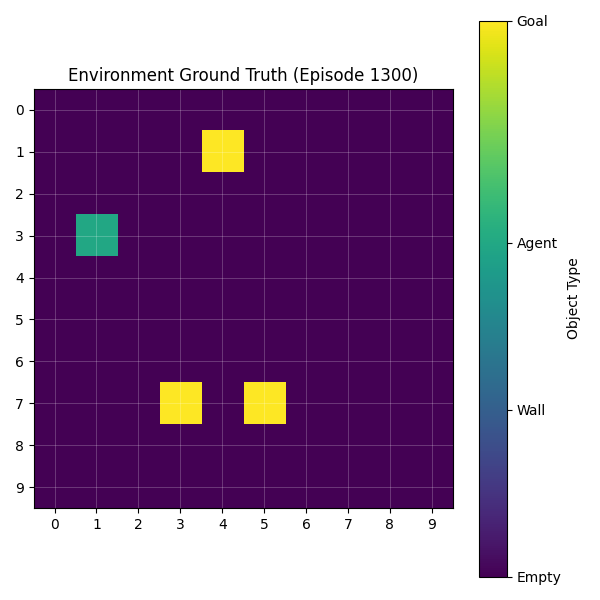 Environment Ground Truth (Episode 1300)
0
1
2
3
4
5
6
7
8
9
0 1 2 3 4 5 6 7 8 9
Goal
Agent
Wall
Empty
Object Type